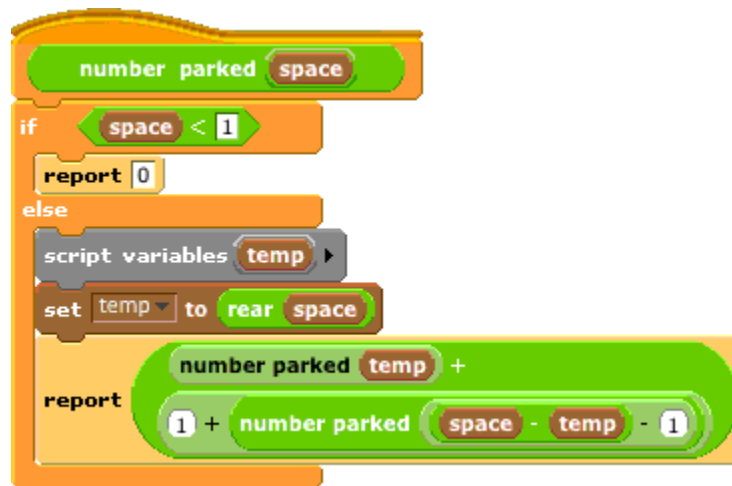 number parked space
if space < 1
report 0
else
script variables temp
set temp to rear space
number parked temp +
report
1 + number parked space - temp - 1